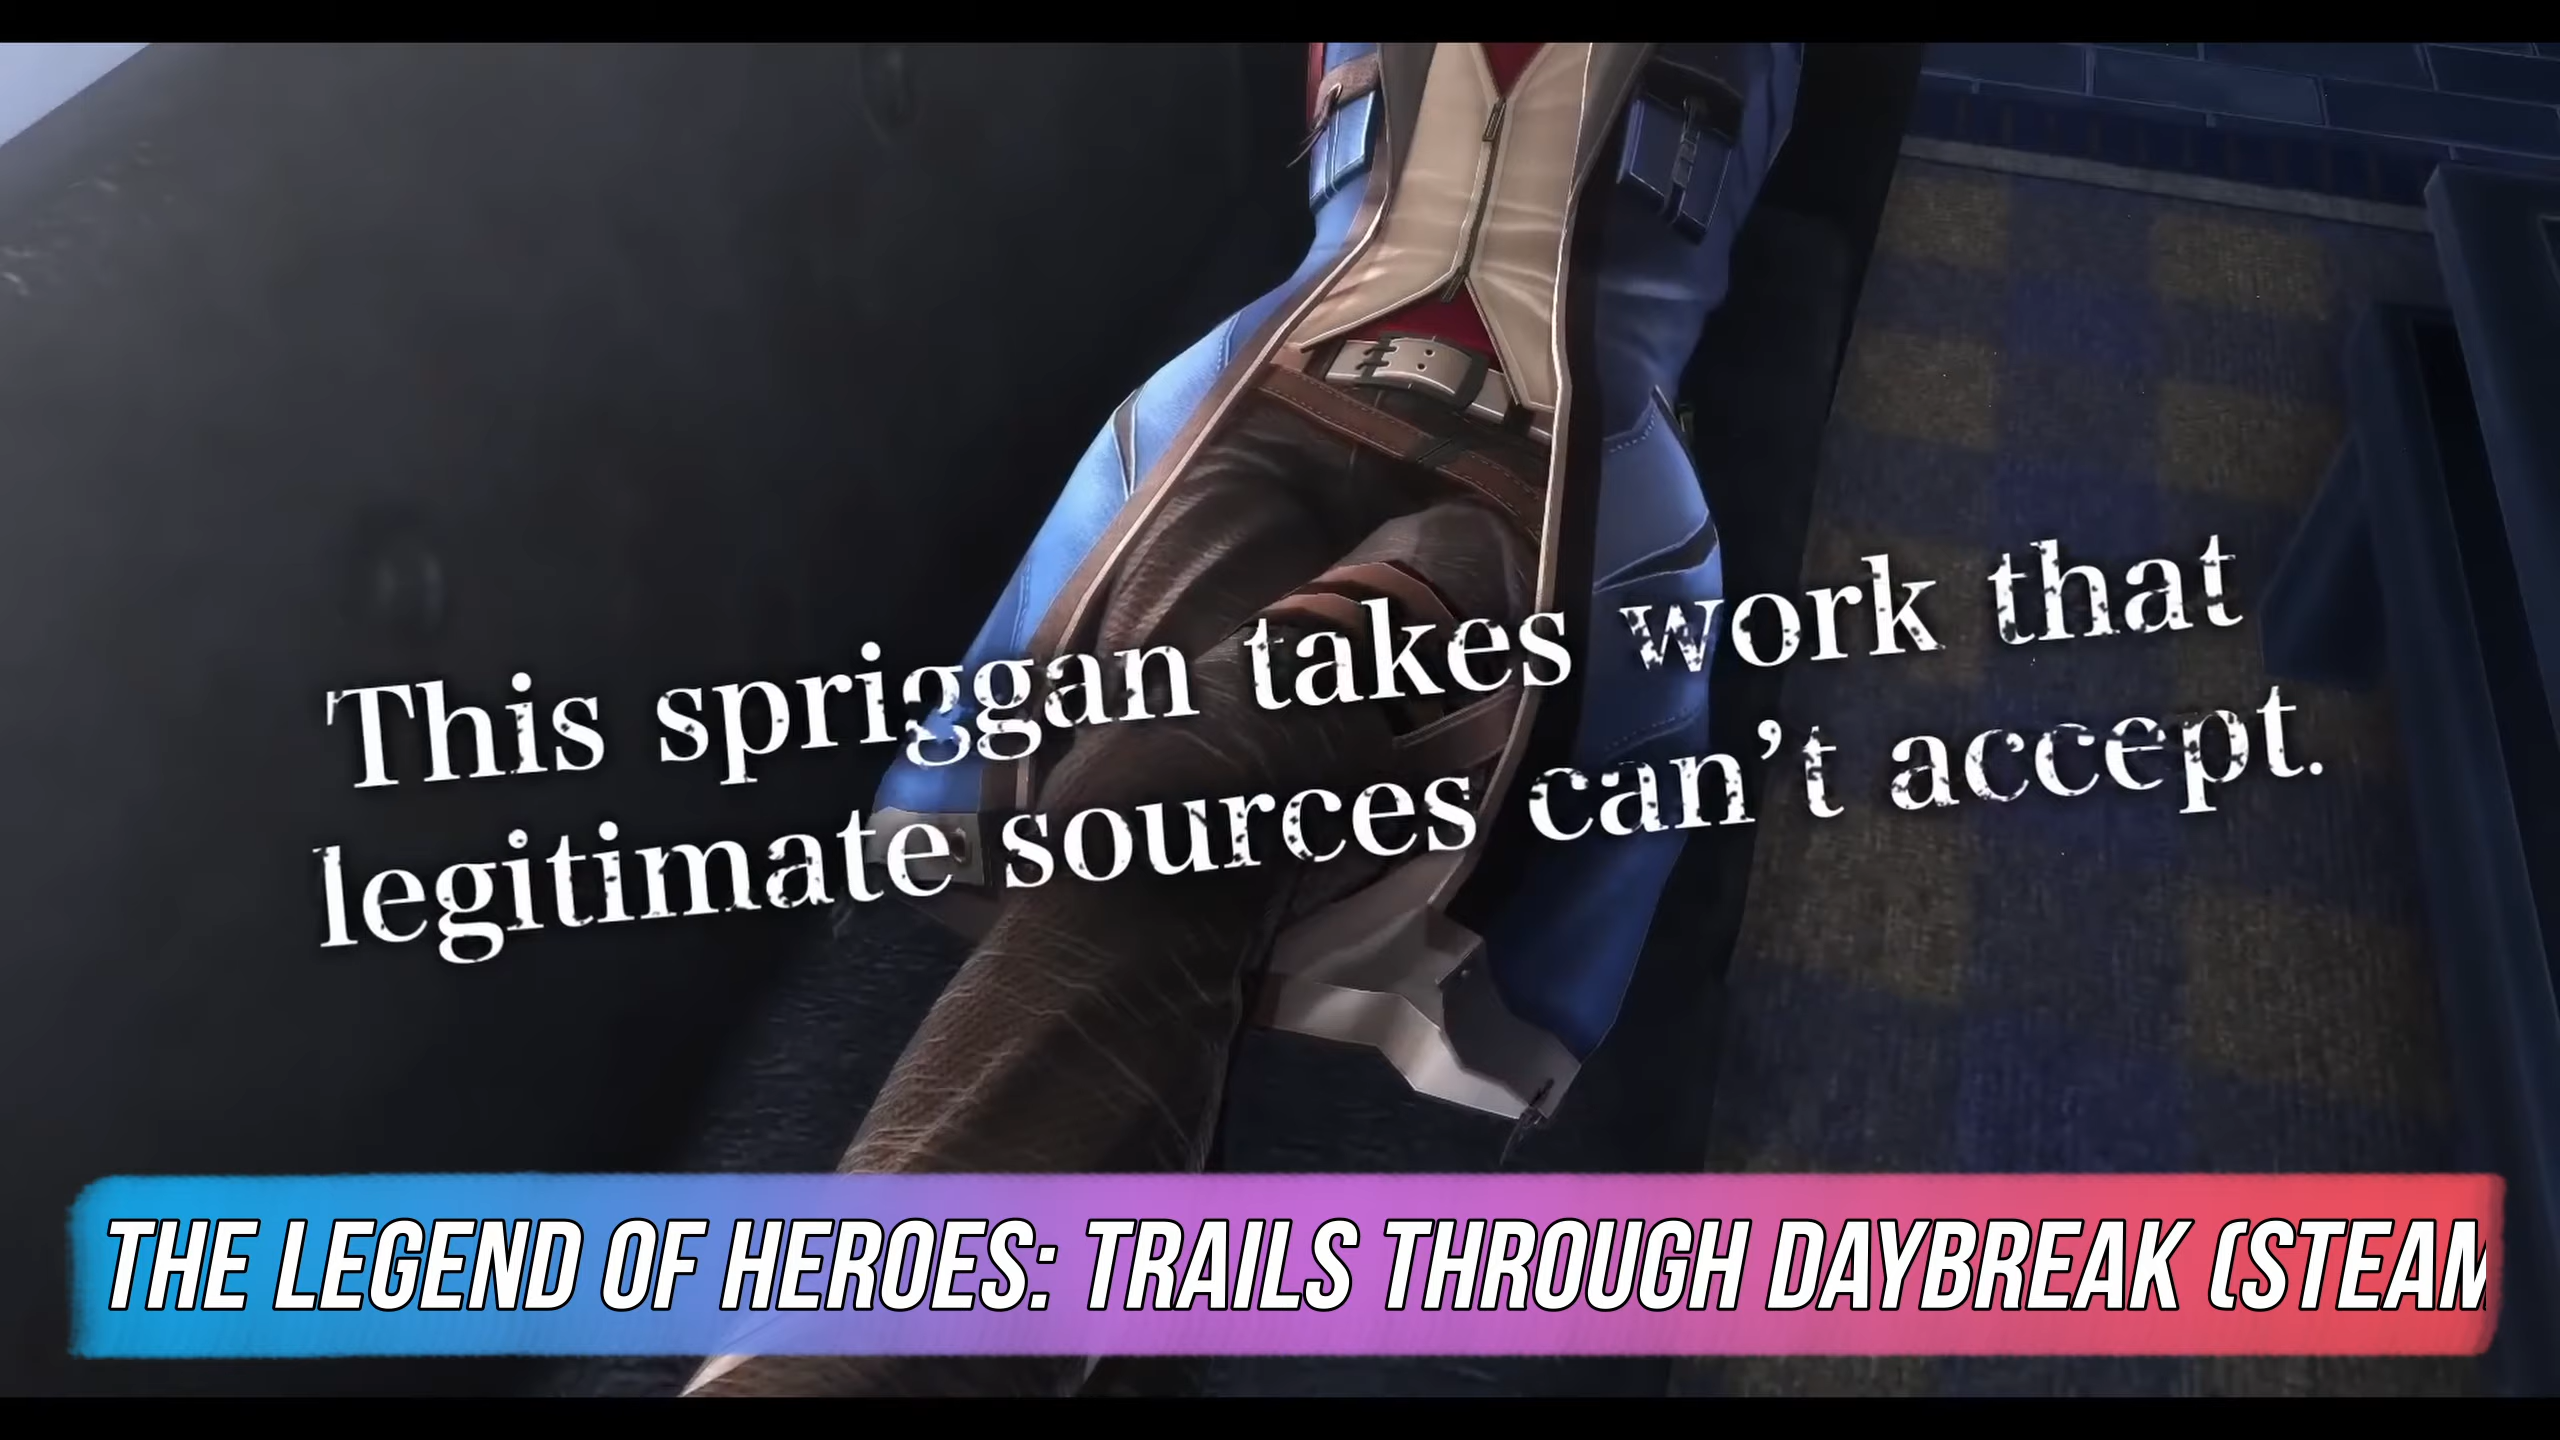 This spriggan takes work that
legitimate sources can't accept.
THE LEGEND OF HEROES: TRAILS THROUGH DAYBREAK (STEAM